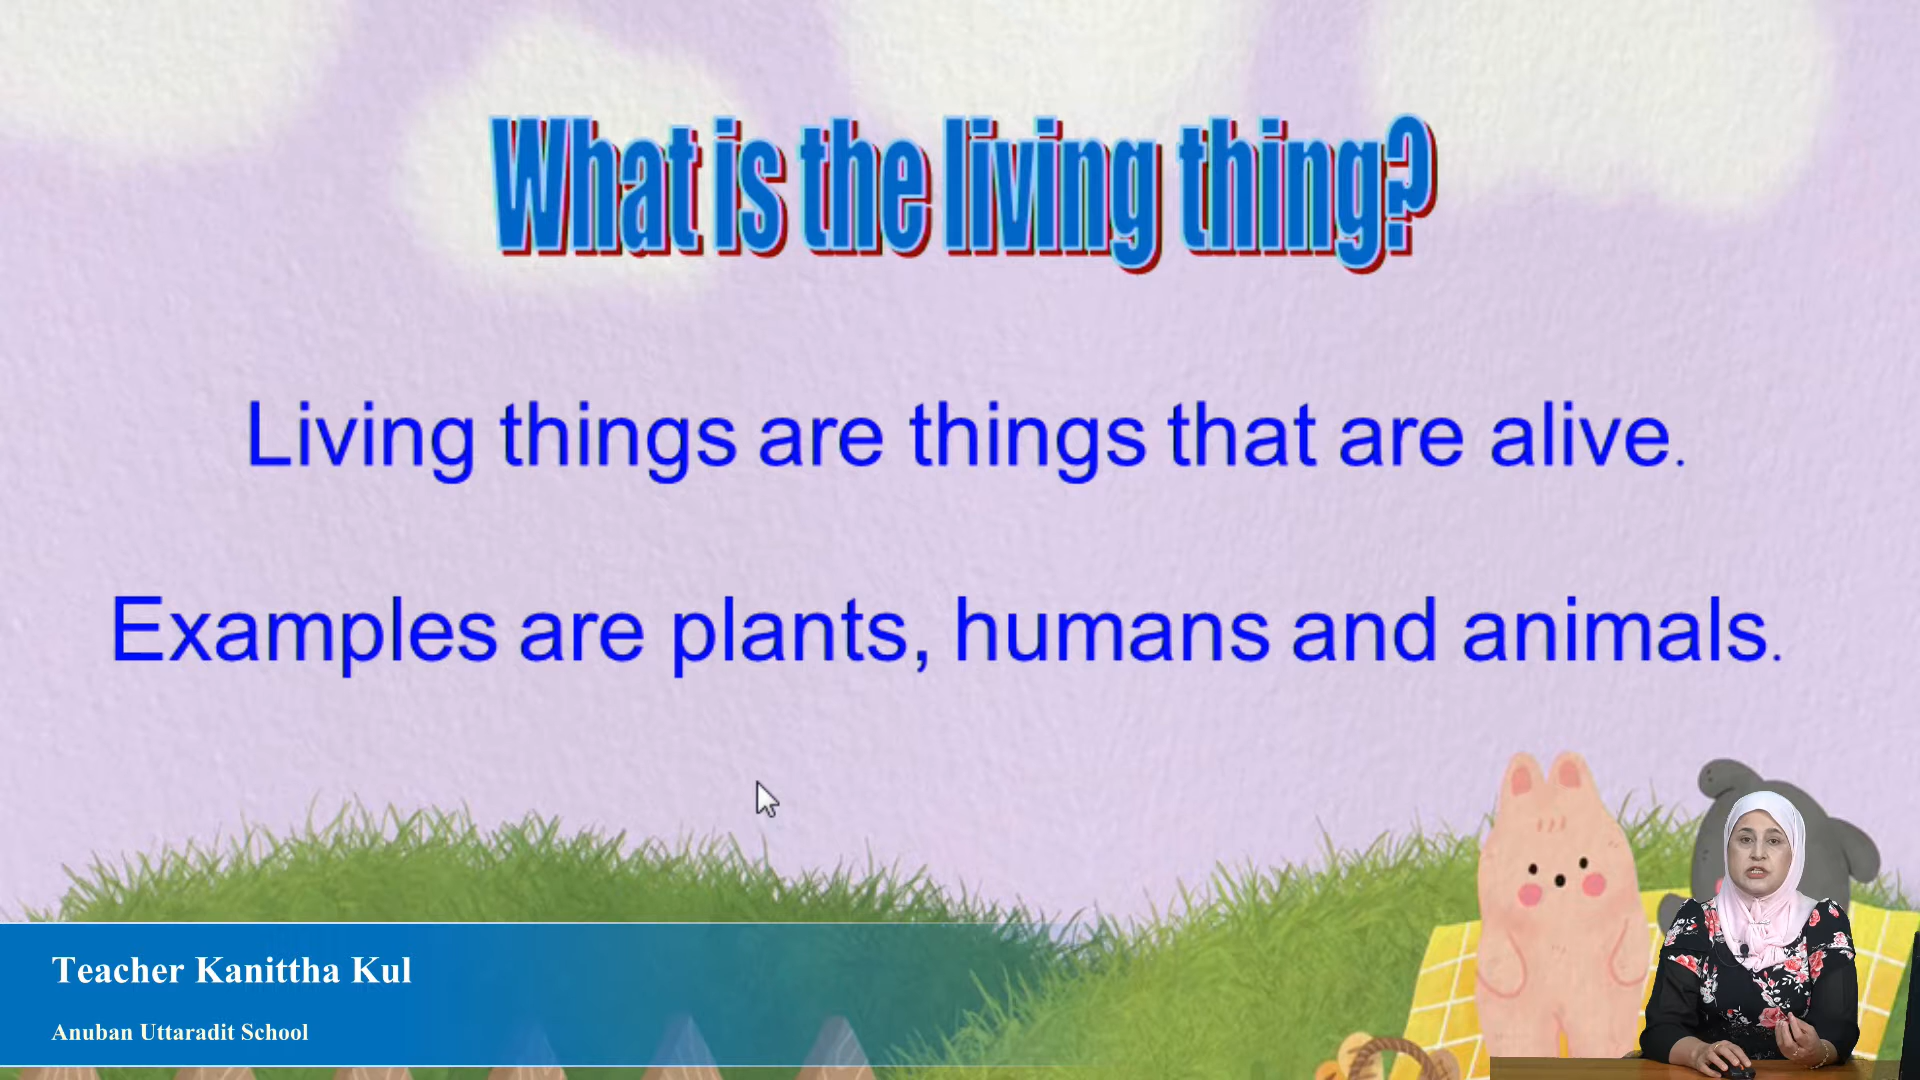 What is the living thing?
Living things are things that are alive.
Examples are plants, humans and animals.
Teacher Kanittha Kul
Anuban Uttaradit School